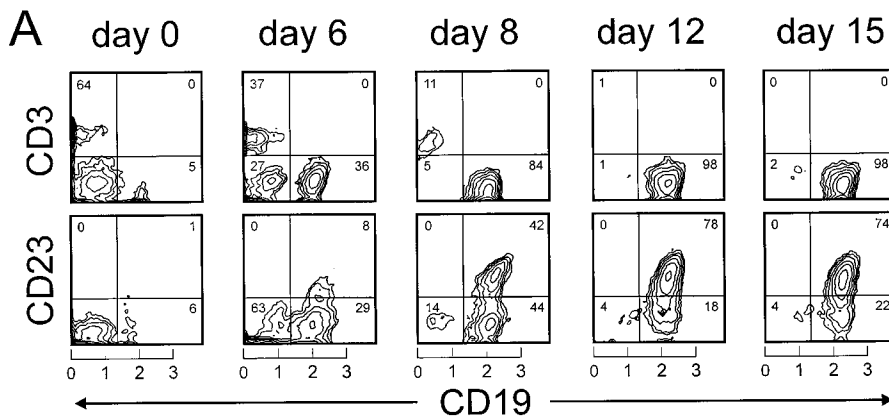 A
day 0 day 6 day 8 day 12 day 15
CD3
64 0 37 0 11 0 1 0 0 0
5 27 36 5 84 1 98 2 98
CD23
0 1 0 8 0 42 0 78 0 74
6 63 29 14 44 4 18 4 22
0 1 2 3 0 1 2 3 0 1 2 3 0 1 2 3 0 1 2 3
CD19